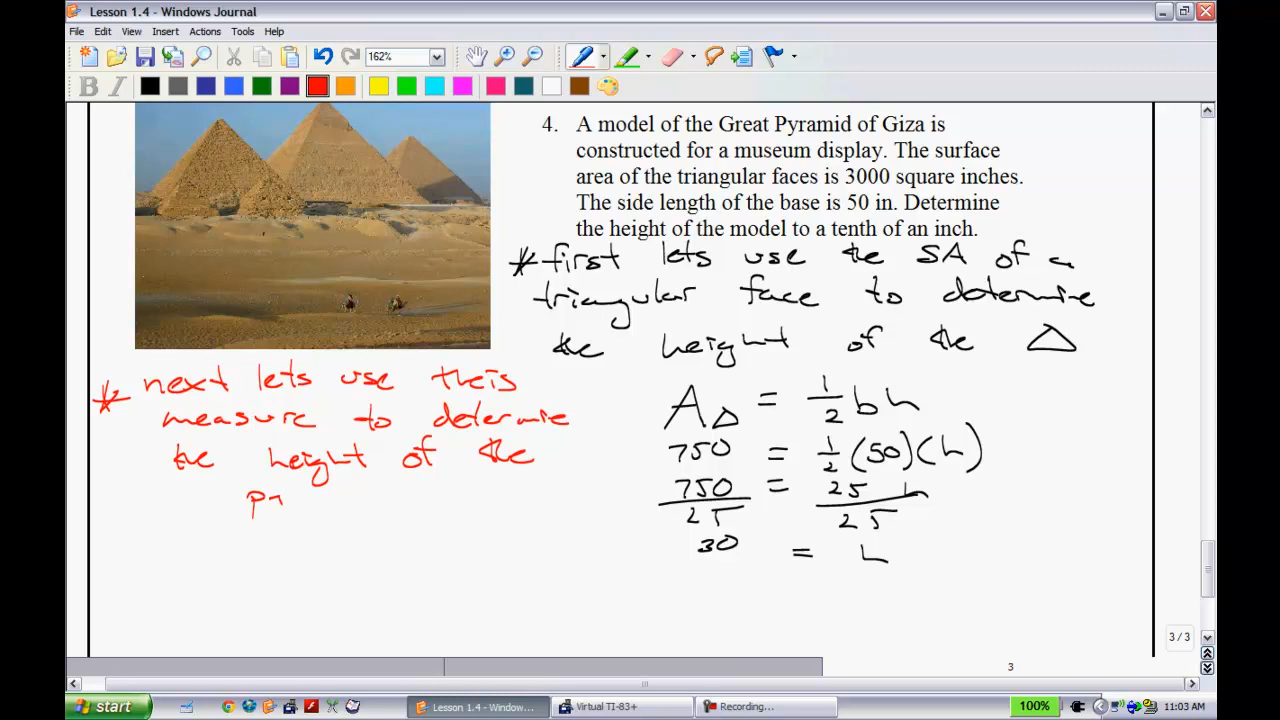 Lesson 1.4 - Windows Journal
File Edit View Insert Actions Tools Help
162%
B I
4. A model of the Great Pyramid of Giza is
constructed for a museum display. The surface
area of the triangular faces is 3000 square inches.
The side length of the base is 50 in. Determine
the height of the model to a tenth of an inch.
* first lets use the SA of a
triangular face to determine
the height of the △
A△ = 1/2 bh
750 = 1/2 (50)(h)
750/25 = 25 h/25
30 = h
* next lets use theis
measure to determine
the height of the
3 / 3
3
start Lesson 1.4 - Window... Virtual TI-83+ Recording... 100% 11:03 AM